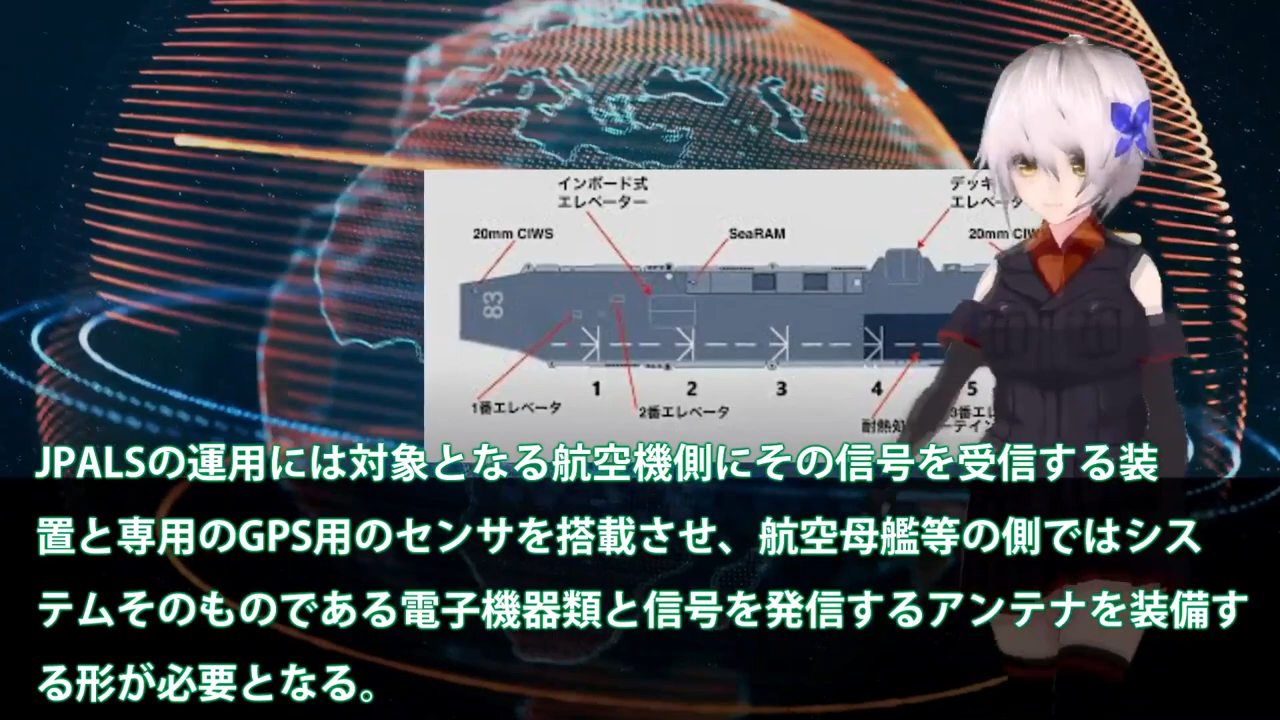 インボード式
エレベーター
デッキ
エレベータ
20mm CIWS
SeaRAM
20mm CIW
83
1
2
3
4
5
1番エレベータ
2番エレベータ
3番エレ
耐熱処
JPALSの運用には対象となる航空機側にその信号を受信する装
置と専用のGPS用のセンサを搭載させ、航空母艦等の側ではシス
テムそのものである電子機器類と信号を発信するアンテナを装備す
る形が必要となる。